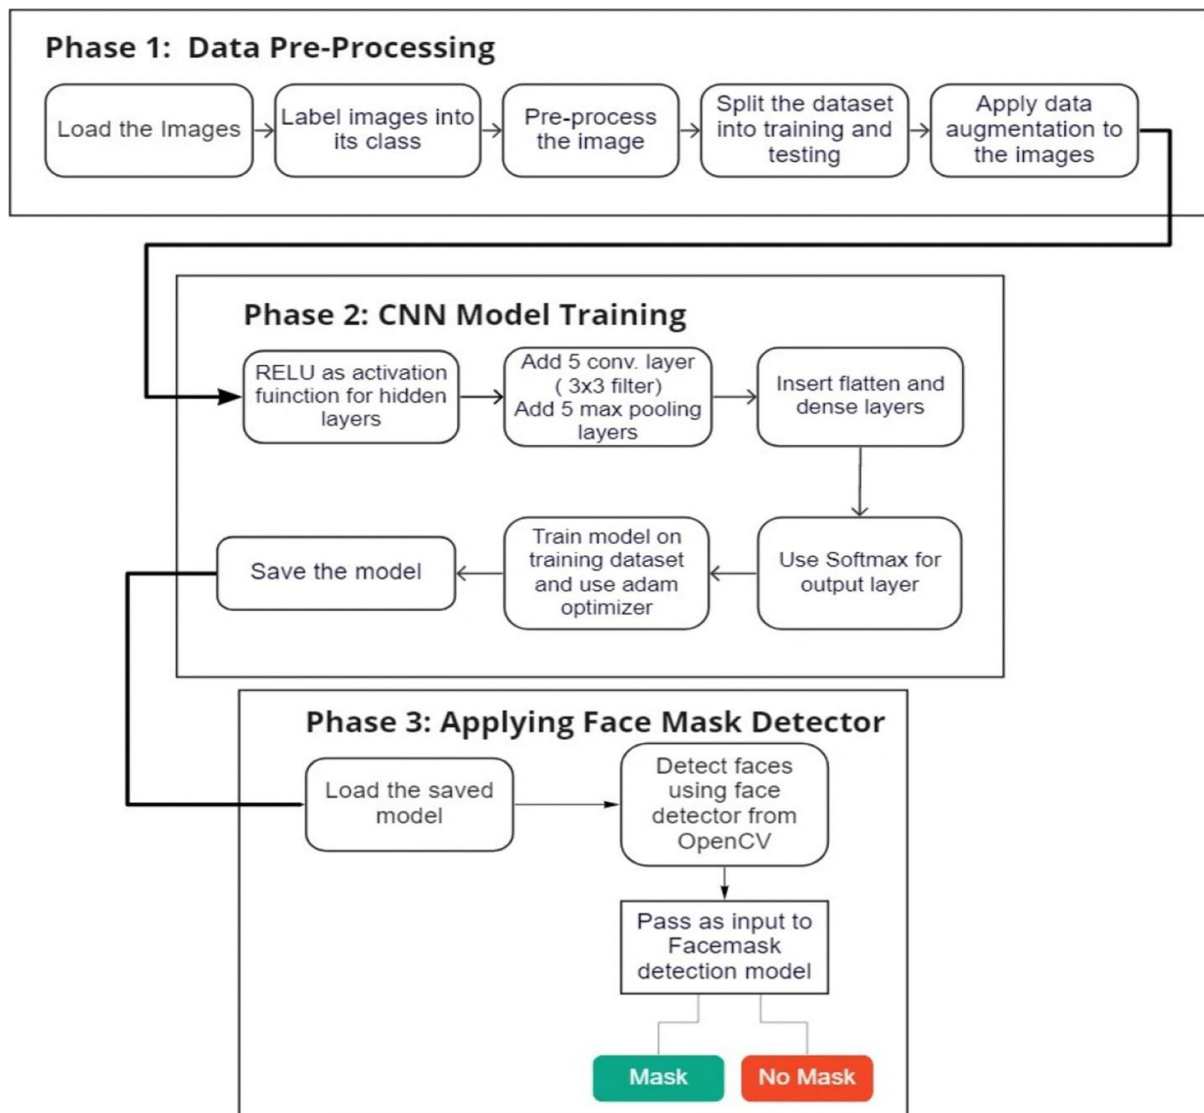 Phase 1: Data Pre-Processing
Load the Images
Label images into
its class
Pre-process
the image
Split the dataset
into training and
testing
Apply data
augmentation to
the images
Phase 2: CNN Model Training
RELU as activation
fuinction for hidden
layers
Add 5 conv. layer
( 3x3 filter)
Add 5 max pooling
layers
Insert flatten and
dense layers
Use Softmax for
output layer
Train model on
training dataset
and use adam
optimizer
Save the model
Phase 3: Applying Face Mask Detector
Load the saved
model
Detect faces
using face
detector from
OpenCV
Pass as input to
Facemask
detection model
Mask
No Mask